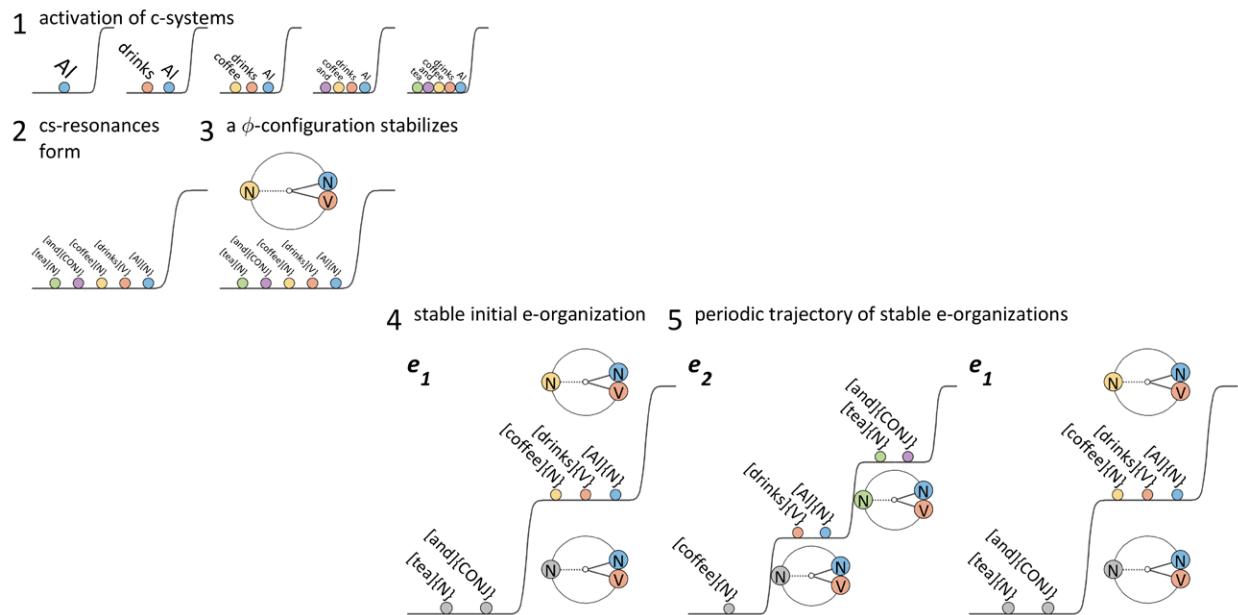 1 activation of c-systems
Al
drinks Al
coffee drinks Al
and coffee drinks Al
tea and coffee drinks Al
2 cs-resonances
form
3 a ϕ-configuration stabilizes
N N
V
[tea]{N} [and]{CONJ} [coffee]{N} [drinks]{V} [Al]{N}
[tea]{N} [and]{CONJ} [coffee]{N} [drinks]{V} [Al]{N}
4 stable initial e-organization
5 periodic trajectory of stable e-organizations
e1
N N
V
[coffee]{N} [drinks]{V} [Al]{N}
[tea]{N} [and]{CONJ}
N N
V
e2
[tea]{N} [and]{CONJ}
N N
V
[drinks]{V} [Al]{N}
[coffee]{N}
N N
V
e1
N N
V
[coffee]{N} [drinks]{V} [Al]{N}
[tea]{N} [and]{CONJ}
N N
V